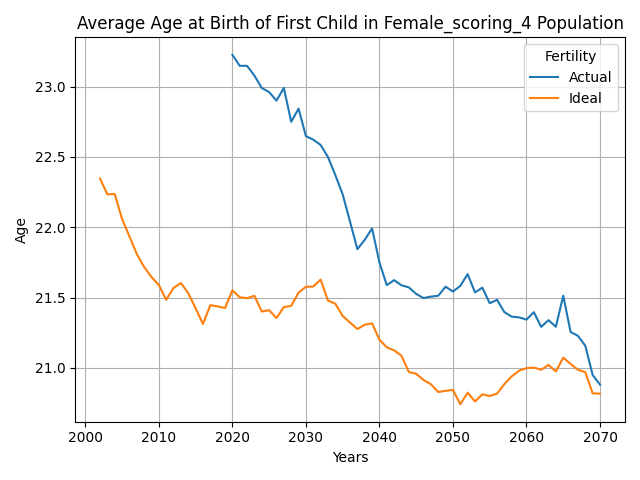 Average Age at Birth of First Child in Female_scoring_4 Population
Fertility
Actual
Ideal
Age
23.0
22.5
22.0
21.5
21.0
2000 2010 2020 2030 2040 2050 2060 2070
Years